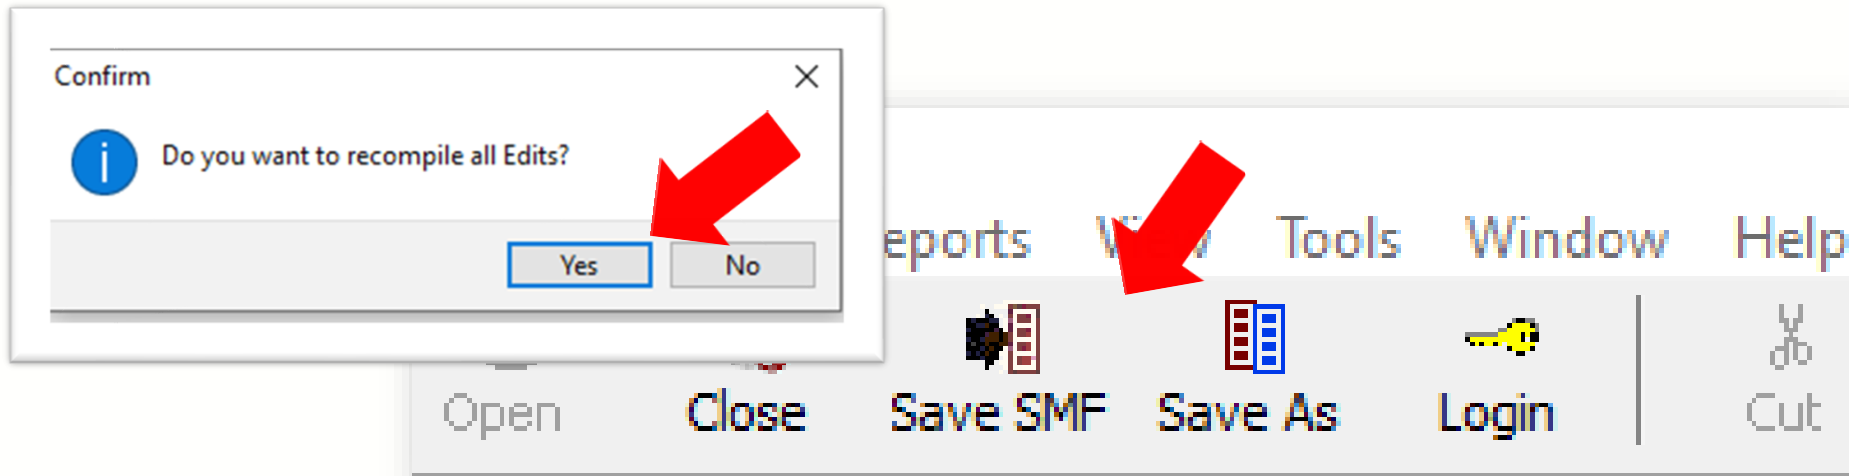 Confirm
Do you want to recompile all Edits?
Yes No
Tools Window Help
Open Close Save SMF Save As Login Cut